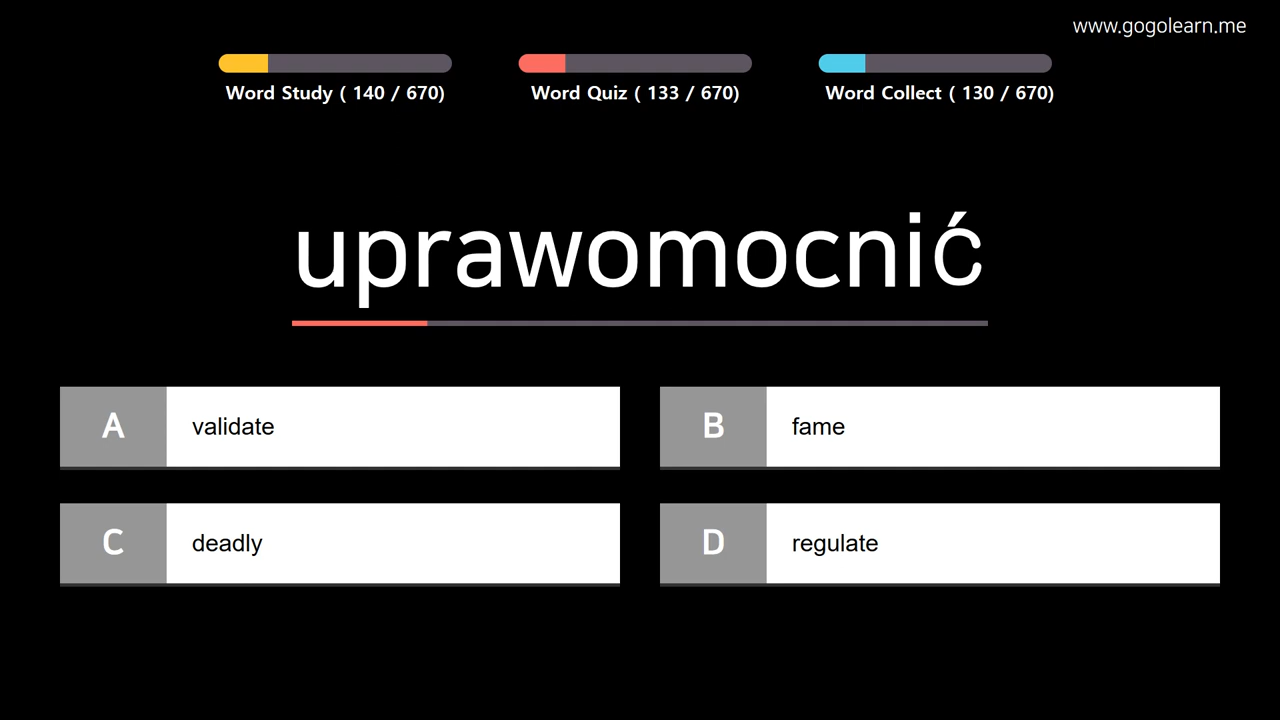 www.gogolearn.me
Word Study ( 140 / 670)
Word Quiz ( 133 / 670)
Word Collect ( 130 / 670)
uprawomocnić
A validate
B fame
C deadly
D regulate